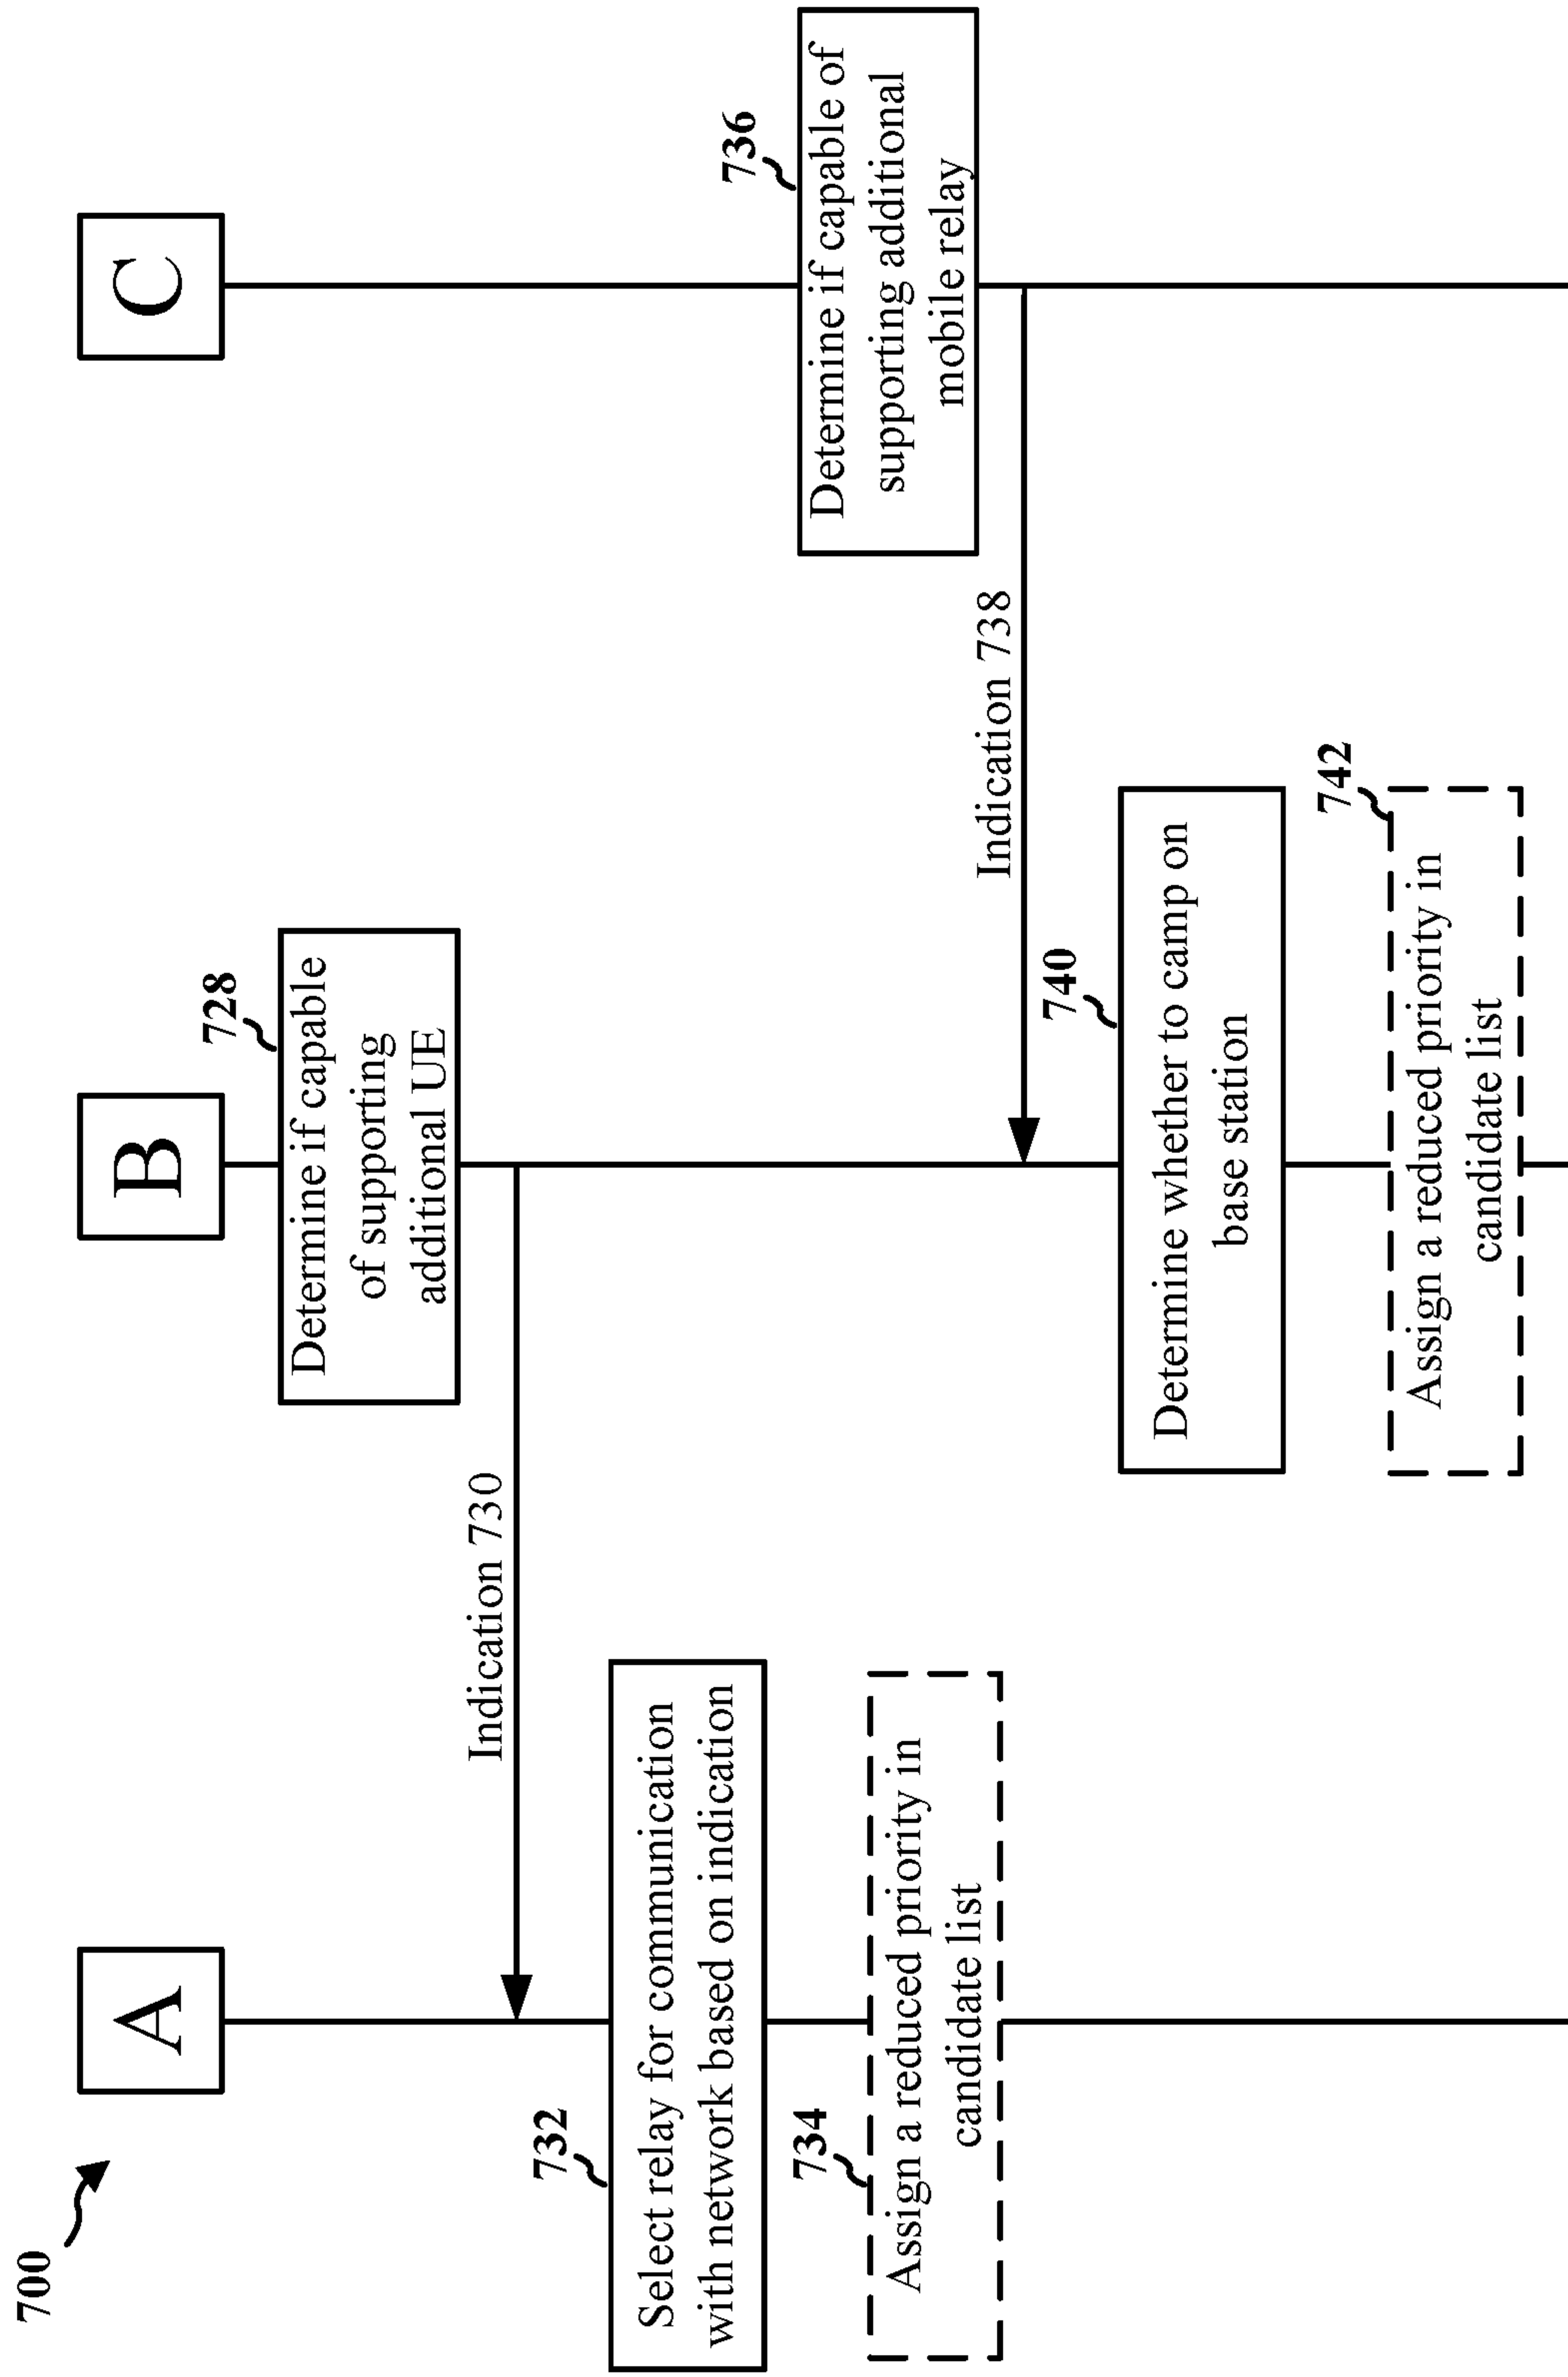 700
A
B
C
728
Determine if capable
of supporting
additional UE
Indication 730
732
Select relay for communication
with network based on indication
734
Assign a reduced priority in
candidate list
736
Determine if capable of
supporting additional
mobile relay
Indication 738
740
Determine whether to camp on
base station
742
Assign a reduced priority in
candidate list